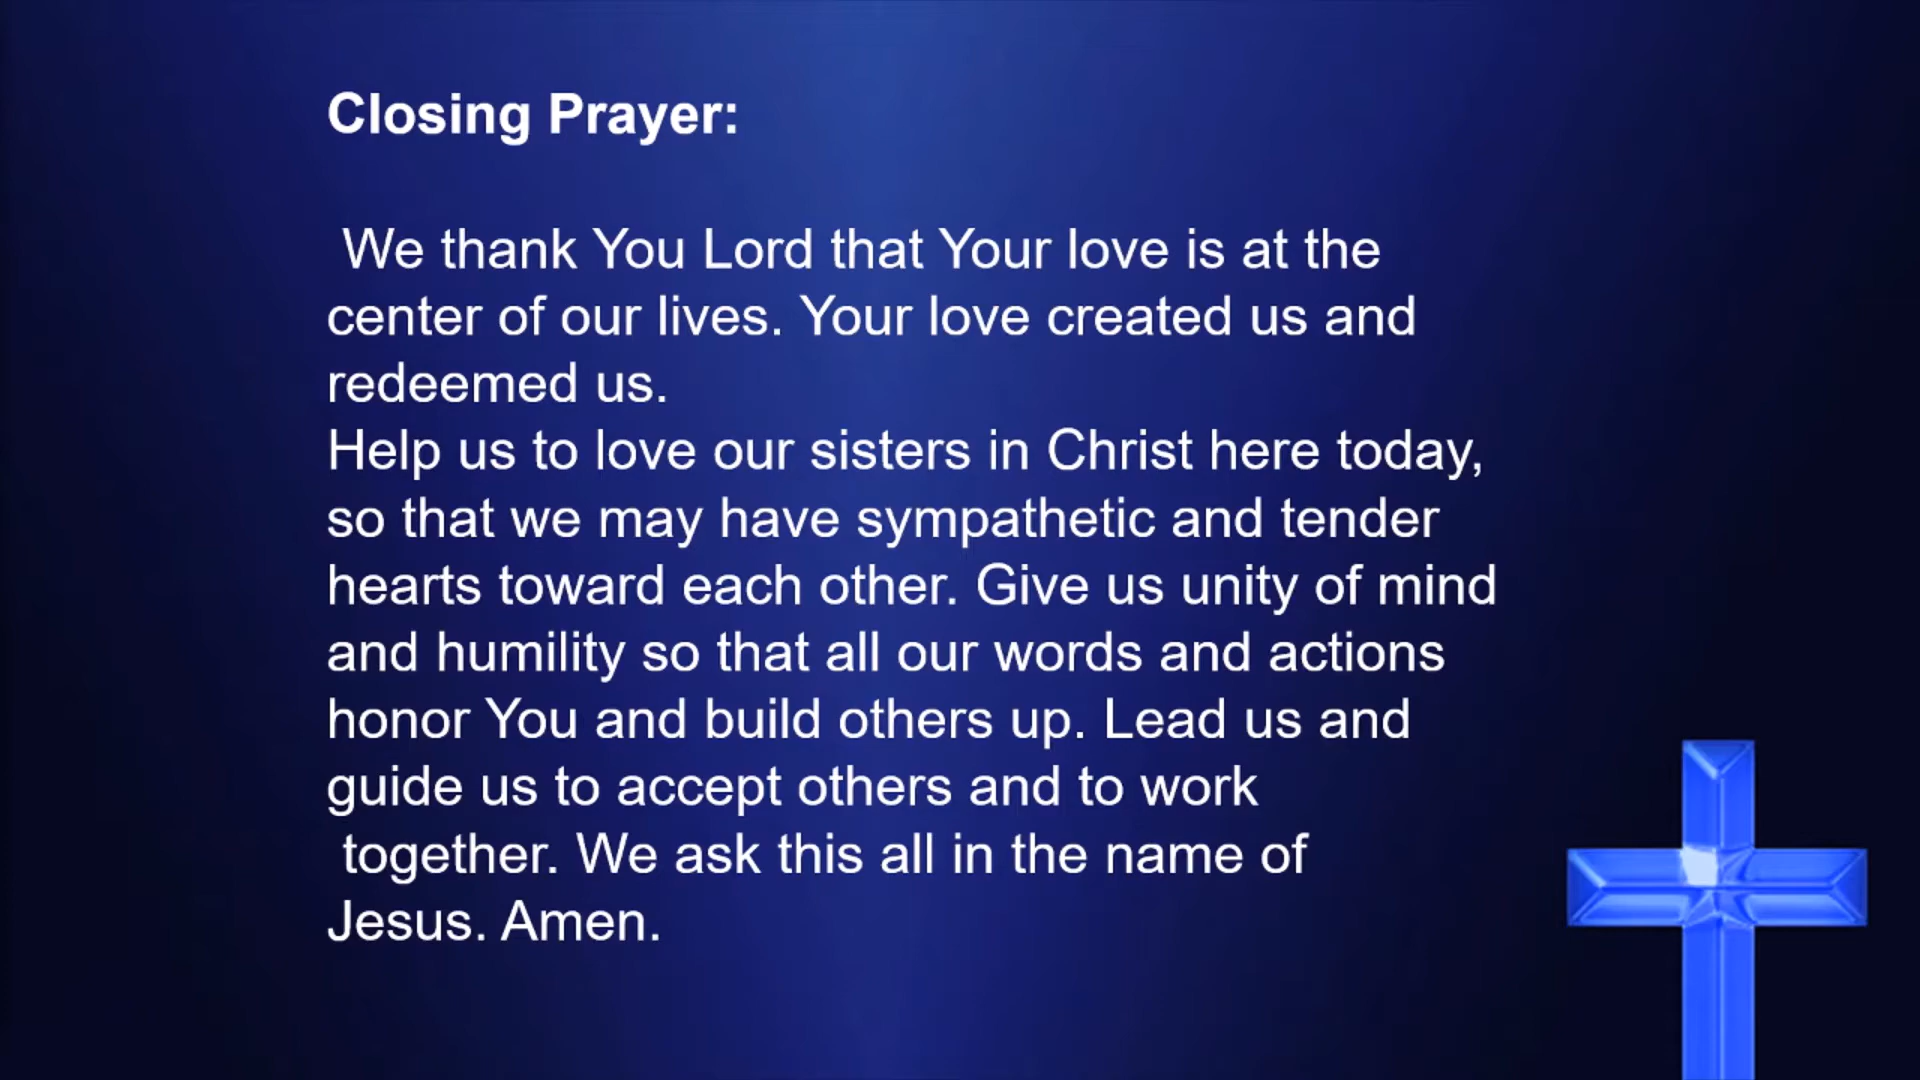 Closing Prayer:
We thank You Lord that Your love is at the
center of our lives. Your love created us and
redeemed us.
Help us to love our sisters in Christ here today,
so that we may have sympathetic and tender
hearts toward each other. Give us unity of mind
and humility so that all our words and actions
honor You and build others up. Lead us and
guide us to accept others and to work
together. We ask this all in the name of
Jesus. Amen.